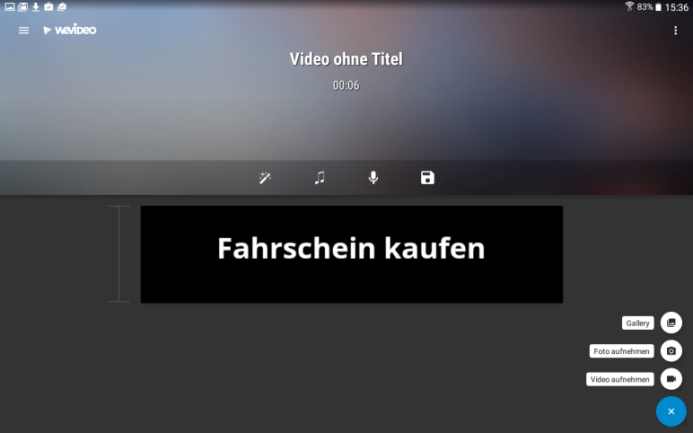 83% 15:36
WeVideo
Video ohne Titel
00:06
Fahrschein kaufen
Gallery
Foto aufnehmen
Video aufnehmen